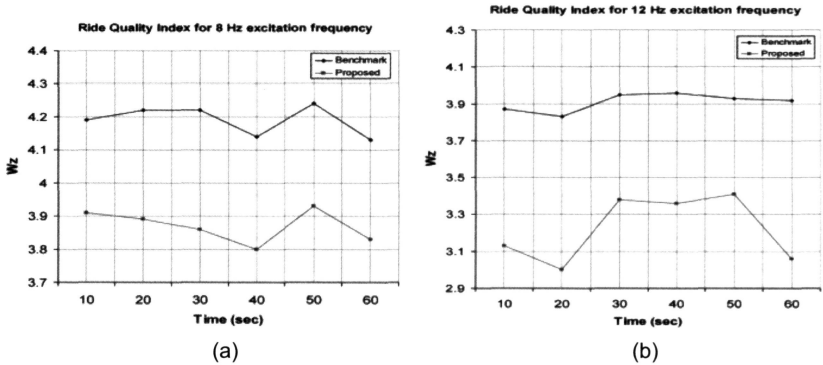 Ride Quality Index for 8 Hz excitation frequency
4.4
4.3
4.2
4.1
4
3.9
3.8
3.7
Wz
Benchmark
Proposed
10 20 30 40 50 60
Time (sec)
(a)
Ride Quality Index for 12 Hz excitation frequency
4.3
4.1
3.9
3.7
3.5
3.3
3.1
2.9
Wz
Benchmark
Proposed
10 20 30 40 50 60
Time (sec)
(b)